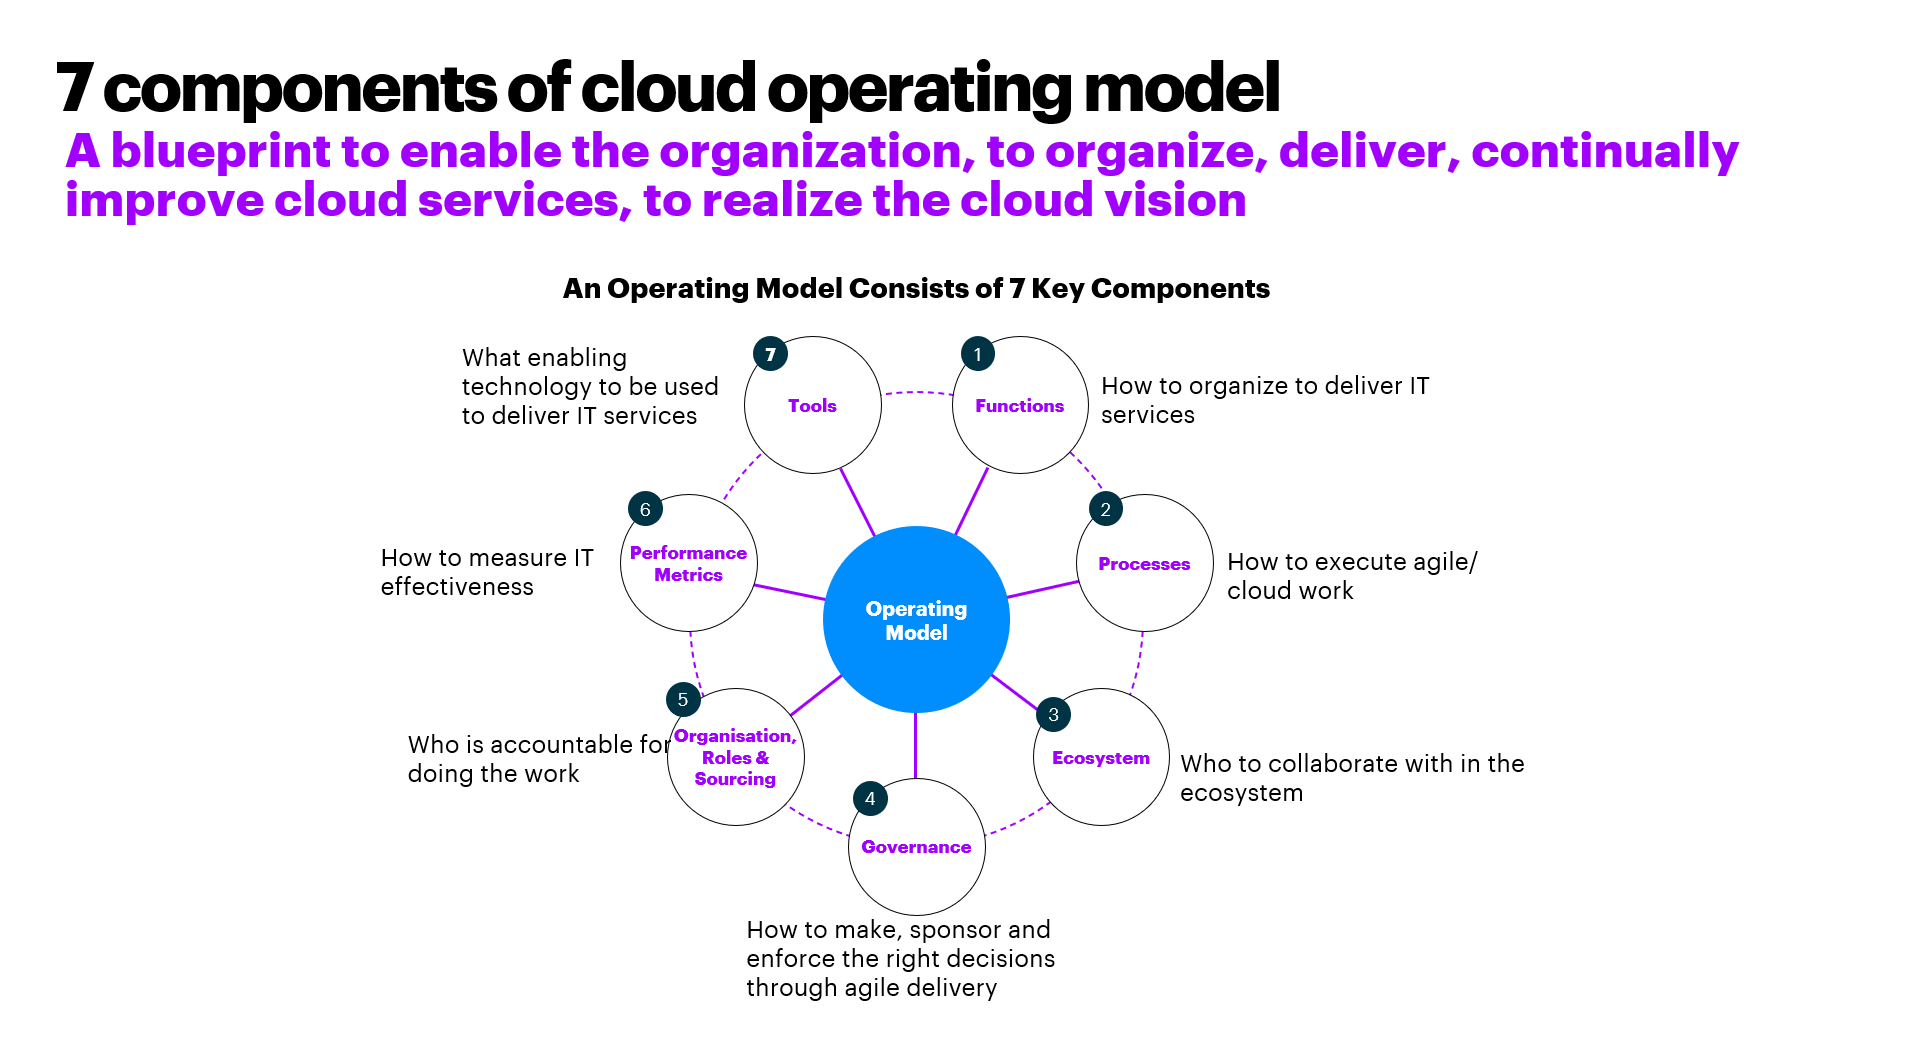 7 components of cloud operating model
A blueprint to enable the organization, to organize, deliver, continually
improve cloud services, to realize the cloud vision
An Operating Model Consists of 7 Key Components
1
Functions
How to organize to deliver IT
services
2
Processes
How to execute agile/
cloud work
3
Ecosystem
Who to collaborate with in the
ecosystem
4
Governance
How to make, sponsor and
enforce the right decisions
through agile delivery
5
Organisation,
Roles &
Sourcing
Who is accountable for
doing the work
6
Performance
Metrics
How to measure IT
effectiveness
7
Tools
What enabling
technology to be used
to deliver IT services
Operating
Model